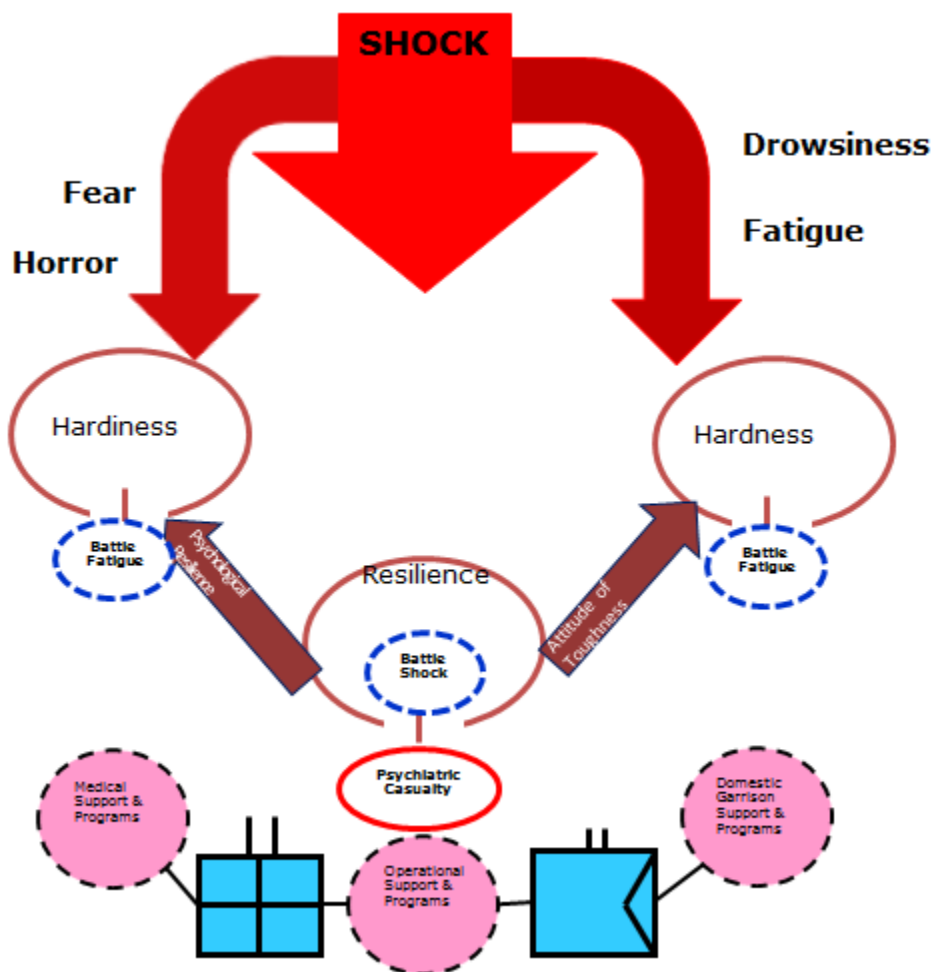 SHOCK
Drowsiness
Fear
Fatigue
Horror
Hardiness
Hardness
Battle
Fatigue
Psychological
Resilience
Resilience
Attitude of
Toughness
Battle
Fatigue
Battle
Shock
Psychiatric
Casualty
Medical
Support &
Programs
Operational
Support &
Programs
Domestic
Garrison
Support &
Programs